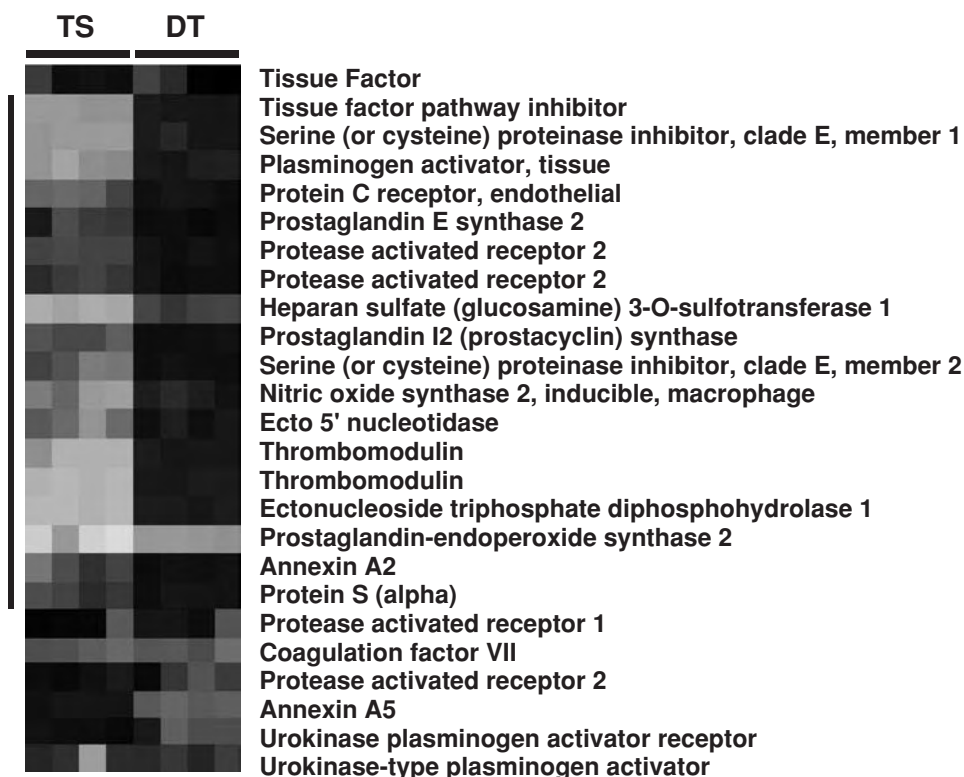 TS DT
Tissue Factor
Tissue factor pathway inhibitor
Serine (or cysteine) proteinase inhibitor, clade E, member 1
Plasminogen activator, tissue
Protein C receptor, endothelial
Prostaglandin E synthase 2
Protease activated receptor 2
Protease activated receptor 2
Heparan sulfate (glucosamine) 3-O-sulfotransferase 1
Prostaglandin I2 (prostacyclin) synthase
Serine (or cysteine) proteinase inhibitor, clade E, member 2
Nitric oxide synthase 2, inducible, macrophage
Ecto 5' nucleotidase
Thrombomodulin
Thrombomodulin
Ectonucleoside triphosphate diphosphohydrolase 1
Prostaglandin-endoperoxide synthase 2
Annexin A2
Protein S (alpha)
Protease activated receptor 1
Coagulation factor VII
Protease activated receptor 2
Annexin A5
Urokinase plasminogen activator receptor
Urokinase-type plasminogen activator